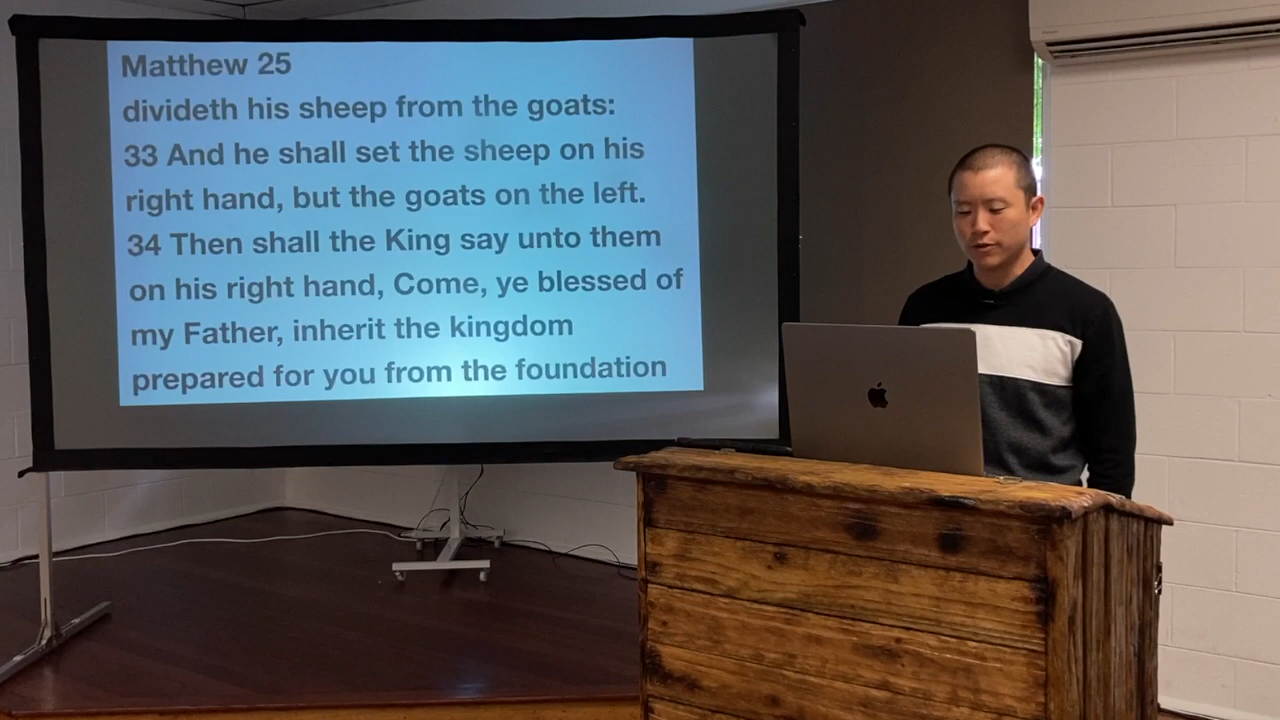 Matthew 25
divideth his sheep from the goats:
33 And he shall set the sheep on his
right hand, but the goats on the left.
34 Then shall the King say unto them
on his right hand, Come, ye blessed of
my Father, inherit the kingdom
prepared for you from the foundation